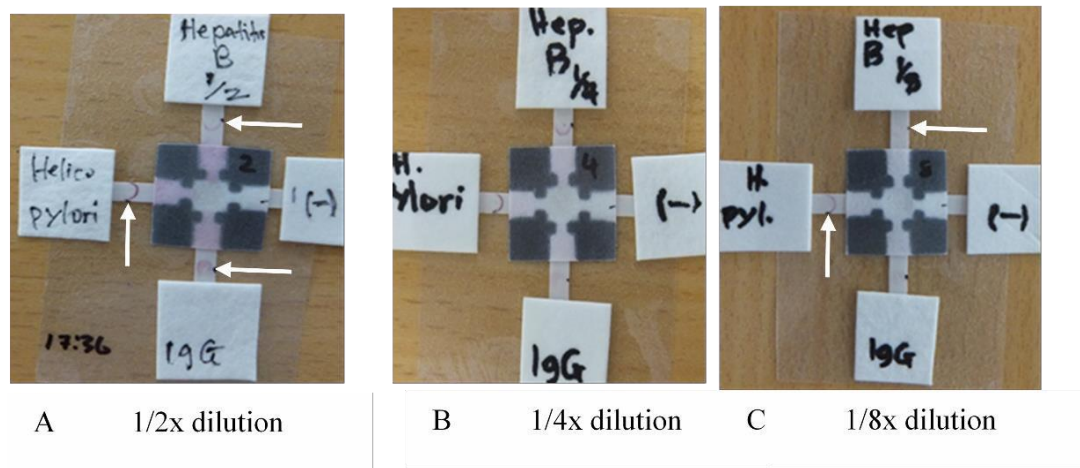 Hepatitis
B
1/2
2
Helico
pylori
(-)
17:36
IgG
A 1/2x dilution
Hep.
B 1/4
4
H.
Pylori
(-)
IgG
B 1/4x dilution
Hep
B 1/8
8
H.
pyl.
(-)
IgG
C 1/8x dilution